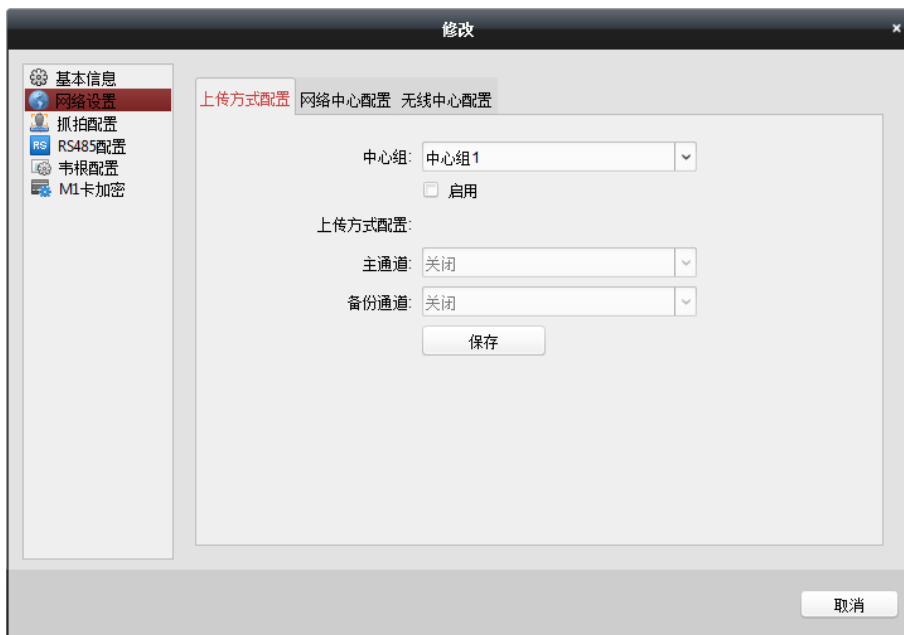 修改
基本信息
网络设置
抓拍配置
RS RS485配置
韦根配置
M1卡加密
上传方式配置 网络中心配置 无线中心配置
中心组: 中心组1
启用
上传方式配置:
主通道: 关闭
备份通道: 关闭
保存
取消